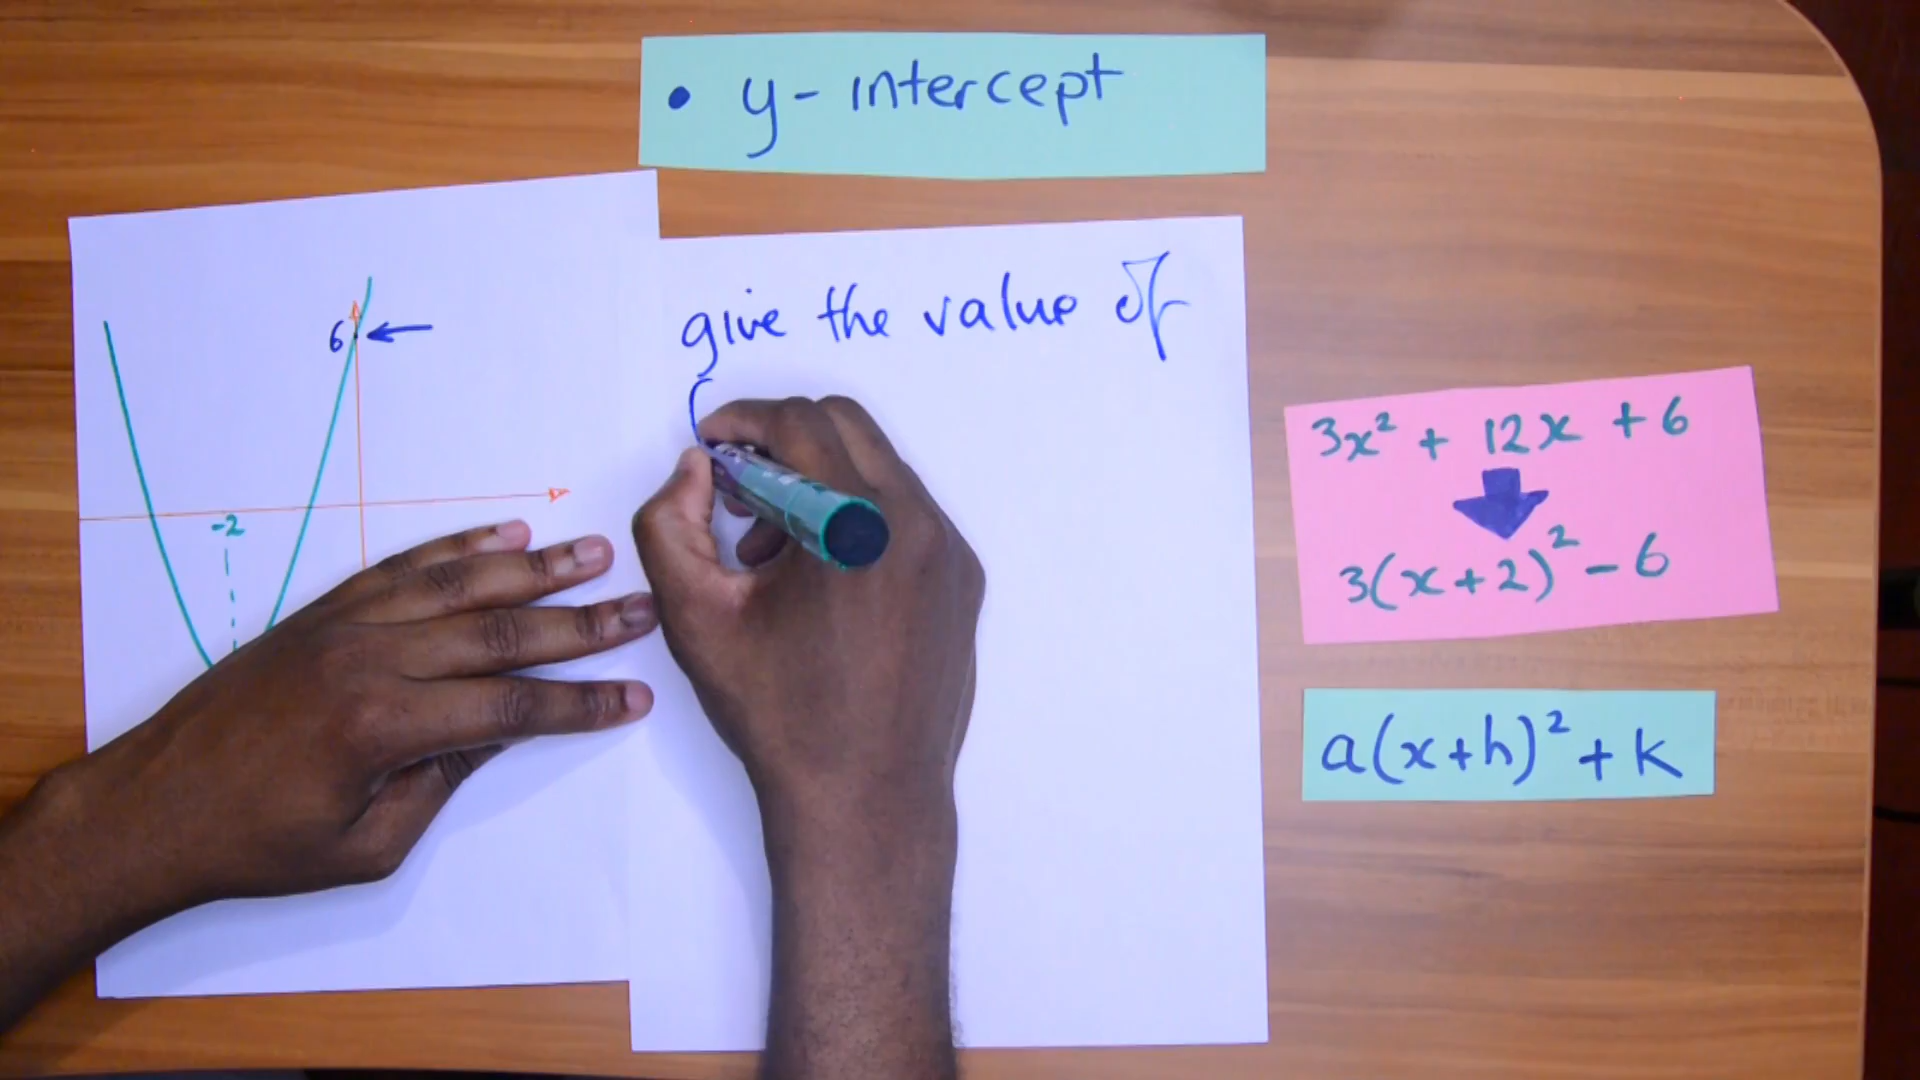 • y-intercept
6
-2
give the value of
3x² + 12x + 6
3(x+2)² - 6
a(x+h)² + k